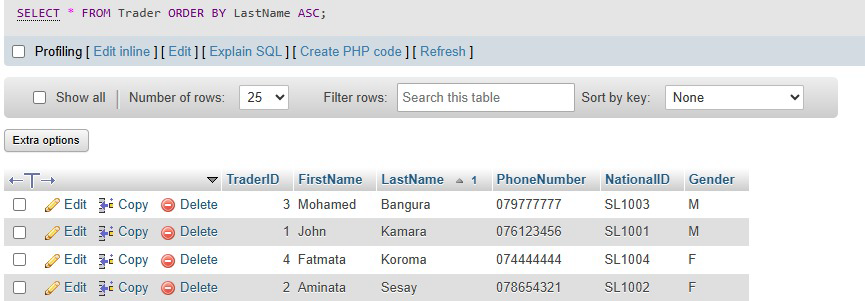 SELECT * FROM Trader ORDER BY LastName ASC;
Profiling [ Edit inline ] [ Edit ] [ Explain SQL ] [ Create PHP code ] [ Refresh ]
Show all Number of rows: 25 Filter rows: Search this table Sort by key: None
Extra options
←T→ TraderID FirstName LastName 1 PhoneNumber NationalID Gender
Edit Copy Delete 3 Mohamed Bangura 079777777 SL1003 M
Edit Copy Delete 1 John Kamara 076123456 SL1001 M
Edit Copy Delete 4 Fatmata Koroma 074444444 SL1004 F
Edit Copy Delete 2 Aminata Sesay 078654321 SL1002 F